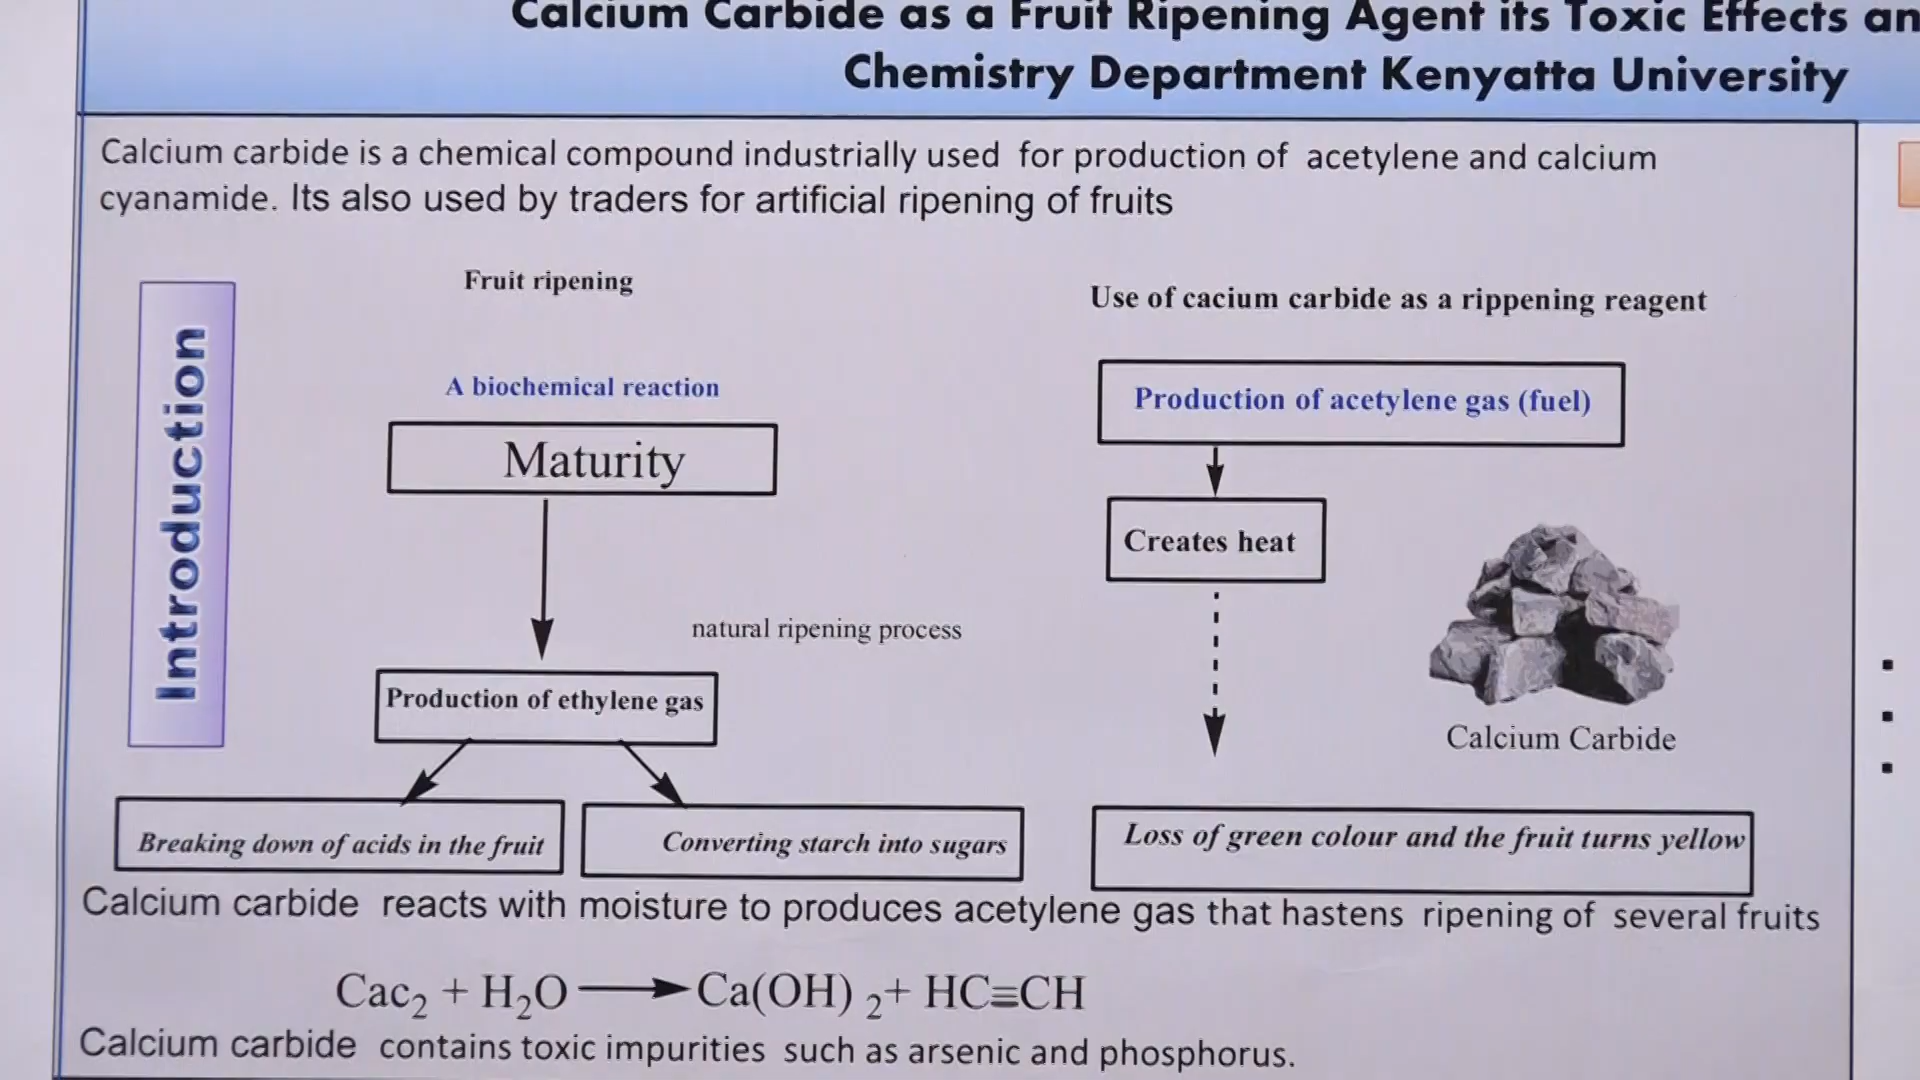 Calcium Carbide as a Fruit Ripening Agent its Toxic Effects
Chemistry Department Kenyatta University
Calcium carbide is a chemical compound industrially used for production of acetylene and calcium
cyanamide. Its also used by traders for artificial ripening of fruits
Introduction
Fruit ripening
A biochemical reaction
Maturity
natural ripening process
Production of ethylene gas
Breaking down of acids in the fruit
Converting starch into sugars
Use of cacium carbide as a rippening reagent
Production of acetylene gas (fuel)
Creates heat
Calcium Carbide
Loss of green colour and the fruit turns yellow
Calcium carbide reacts with moisture to produces acetylene gas that hastens ripening of several fruits
Cac₂ + H₂O ⟶ Ca(OH) ₂+ HC≡CH
Calcium carbide contains toxic impurities such as arsenic and phosphorus.